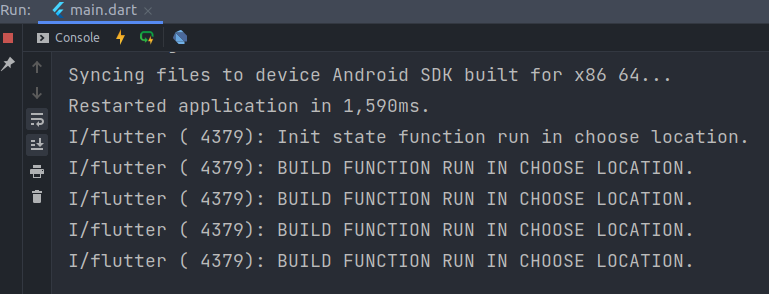 Run: main.dart
Console
Syncing files to device Android SDK built for x86 64...
Restarted application in 1,590ms.
I/flutter ( 4379): Init state function run in choose location.
I/flutter ( 4379): BUILD FUNCTION RUN IN CHOOSE LOCATION.
I/flutter ( 4379): BUILD FUNCTION RUN IN CHOOSE LOCATION.
I/flutter ( 4379): BUILD FUNCTION RUN IN CHOOSE LOCATION.
I/flutter ( 4379): BUILD FUNCTION RUN IN CHOOSE LOCATION.